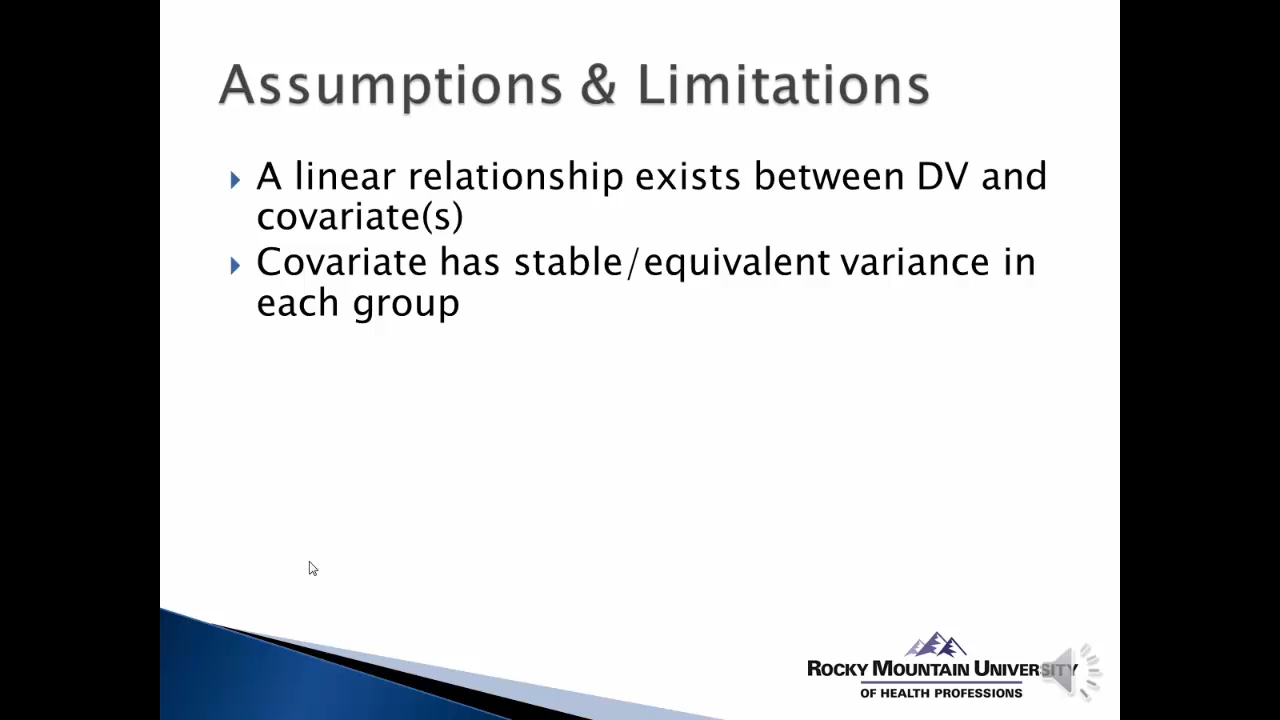 Assumptions & Limitations
A linear relationship exists between DV and
covariate(s)
Covariate has stable/equivalent variance in
each group
ROCKY MOUNTAIN UNIVERSITY
OF HEALTH PROFESSIONS